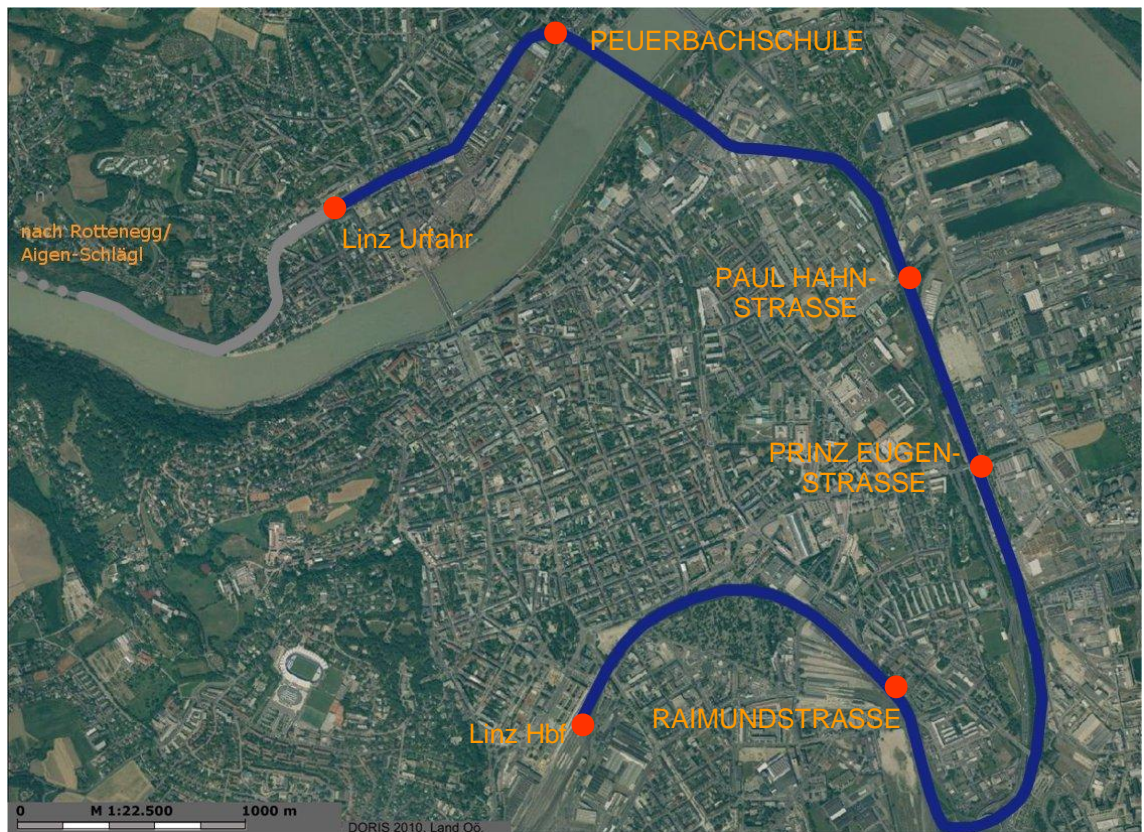 PEUERBACHSCHULE
nach Rottenegg/
Aigen-Schlägl
Linz Urfahr
PAUL HAHN-
STRASSE
PRINZ EUGEN-
STRASSE
RAIMUNDSTRASSE
Linz Hbf
0 M 1:22.500 1000 m
DORIS 2010, Land Oö.